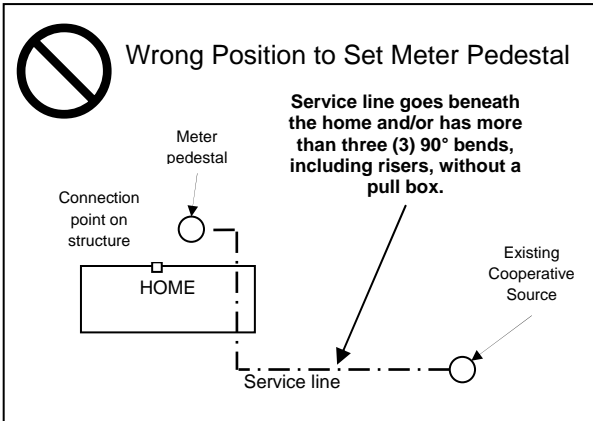 Wrong Position to Set Meter Pedestal
Service line goes beneath
the home and/or has more
than three (3) 90° bends,
including risers, without a
pull box.
Meter
pedestal
Connection
point on
structure
HOME
Existing
Cooperative
Source
Service line